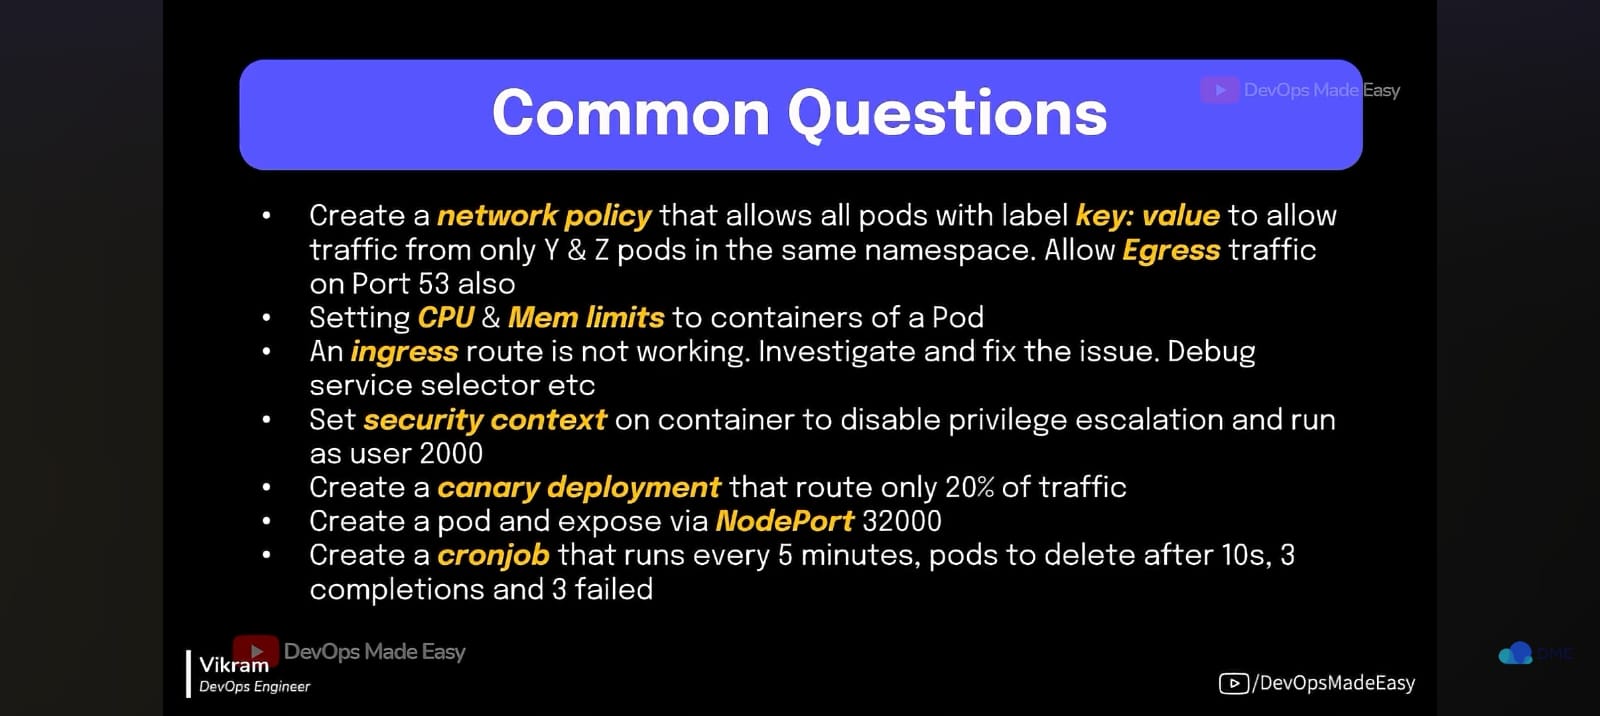 Common Questions
DevOps Made Easy
• Create a network policy that allows all pods with label key: value to allow
traffic from only Y & Z pods in the same namespace. Allow Egress traffic
on Port 53 also
• Setting CPU & Mem limits to containers of a Pod
• An ingress route is not working. Investigate and fix the issue. Debug
service selector etc
• Set security context on container to disable privilege escalation and run
as user 2000
• Create a canary deployment that route only 20% of traffic
• Create a pod and expose via NodePort 32000
• Create a cronjob that runs every 5 minutes, pods to delete after 10s, 3
completions and 3 failed
DevOps Made Easy
Vikram
DevOps Engineer
/DevOpsMadeEasy
DME